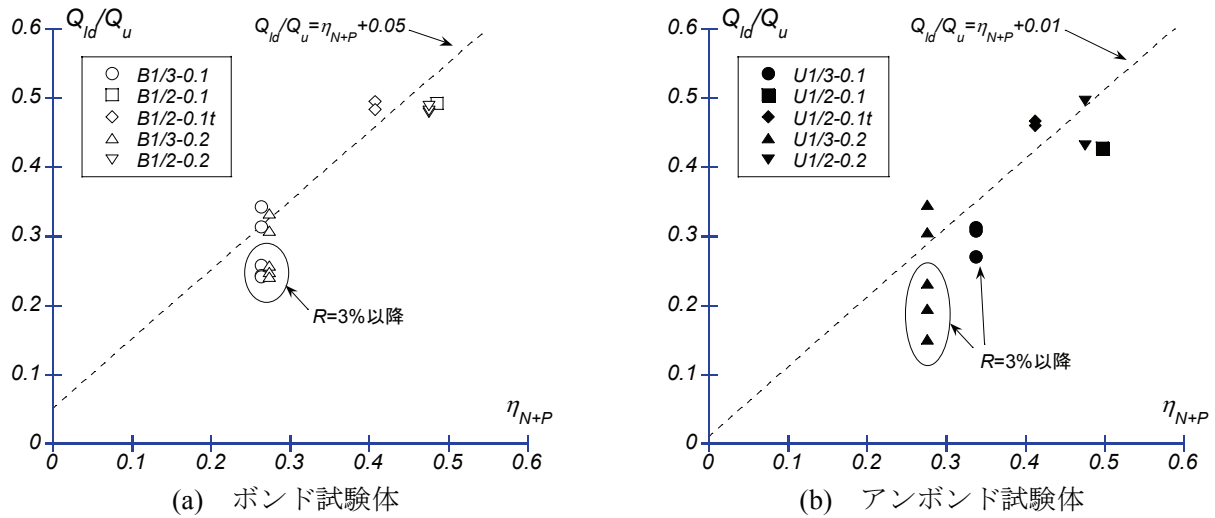 Q_ld/Q_u
Q_ld/Q_u=η_N+P+0.05
0.6
0.5
0.4
0.3
0.2
0.1
0
B1/3-0.1
B1/2-0.1
B1/2-0.1t
B1/3-0.2
B1/2-0.2
R=3%以降
η_N+P
0 0.1 0.2 0.3 0.4 0.5 0.6
(a) ボンド試験体
Q_ld/Q_u
Q_ld/Q_u=η_N+P+0.01
0.6
0.5
0.4
0.3
0.2
0.1
0
U1/3-0.1
U1/2-0.1
U1/2-0.1t
U1/3-0.2
U1/2-0.2
R=3%以降
η_N+P
0 0.1 0.2 0.3 0.4 0.5 0.6
(b) アンボンド試験体